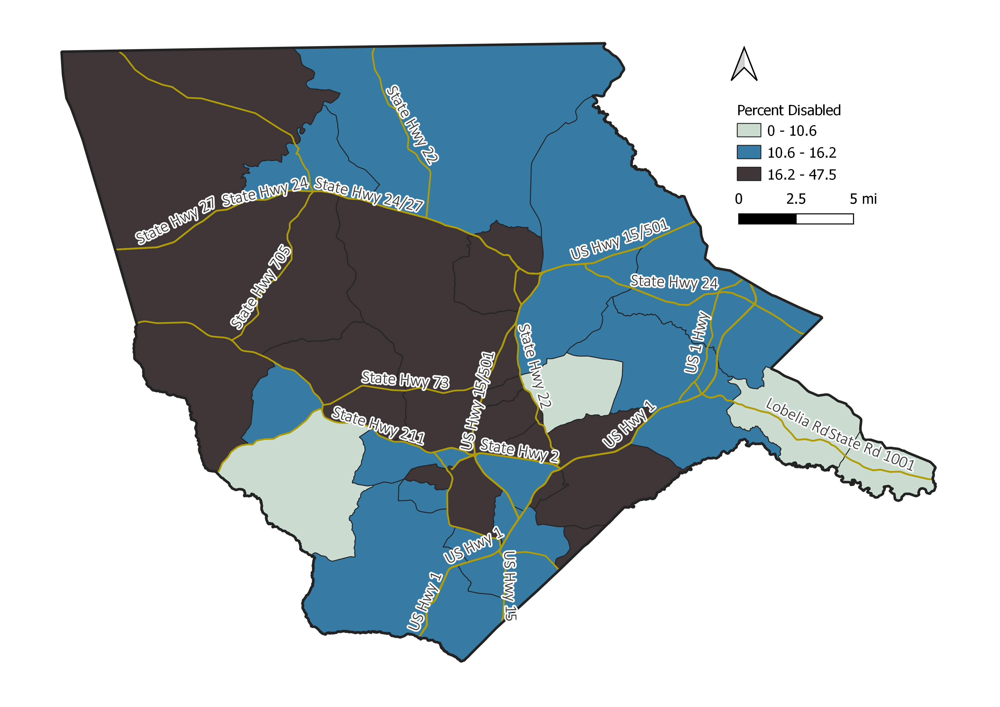 Percent Disabled
0 - 10.6
10.6 - 16.2
16.2 - 47.5
0 2.5 5 mi
State Hwy 22
State Hwy 27
State Hwy 24
State Hwy 24/27
US Hwy 15/501
State Hwy 705
State Hwy 24
US 1 Hwy
State Hwy 22
State Hwy 73
US Hwy 15/501
State Hwy 211
US Hwy 1
Lobelia Rd
State Rd 1001
State Hwy 2
US Hwy 1
US Hwy 1
US Hwy 15